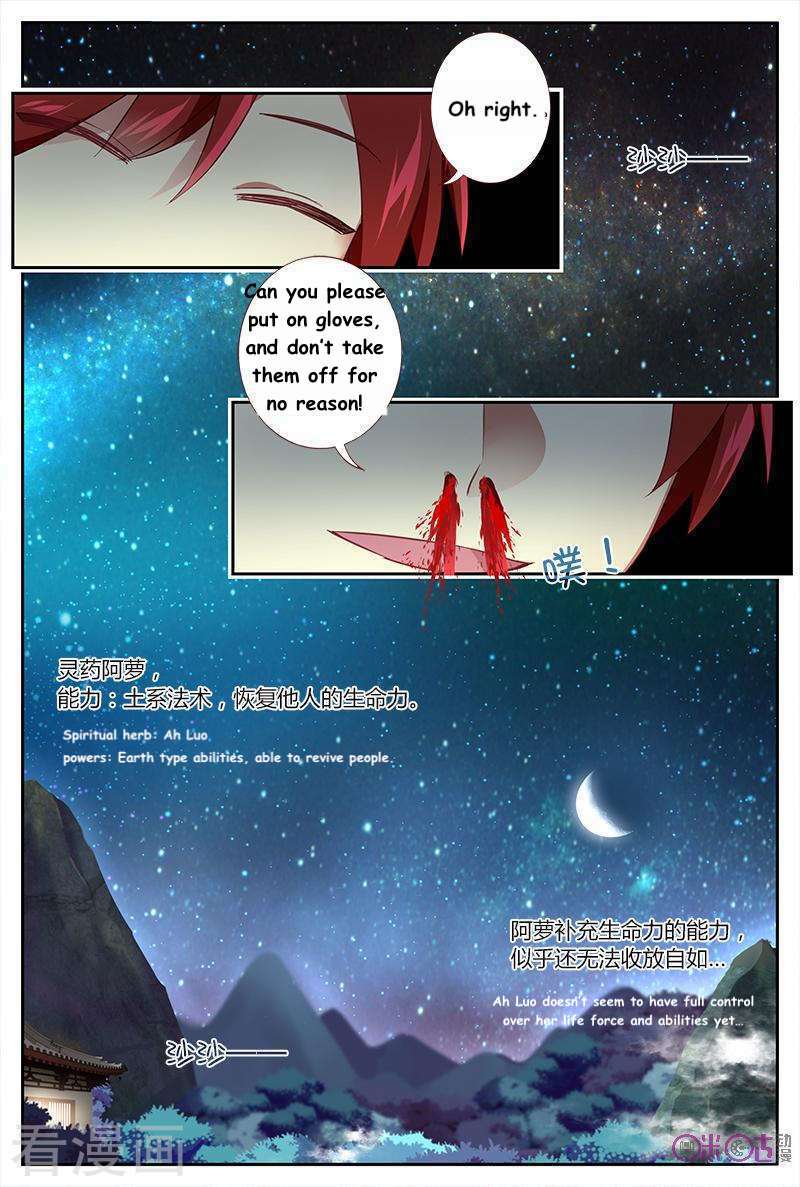 Oh right.
沙沙——
Can you please
put on gloves,
and don't take
them off for
no reason!
噗！
灵药阿萝，
能力：土系法术，恢复他人的生命力。
Spiritual herb: Ah Luo
powers: Earth type abilities, able to revive people.
阿萝补充生命力的能力，
似乎还无法收放自如...
Ah Luo doesn't seem to have full control
over her life force and abilities yet...
沙沙——
看漫画
咪咕